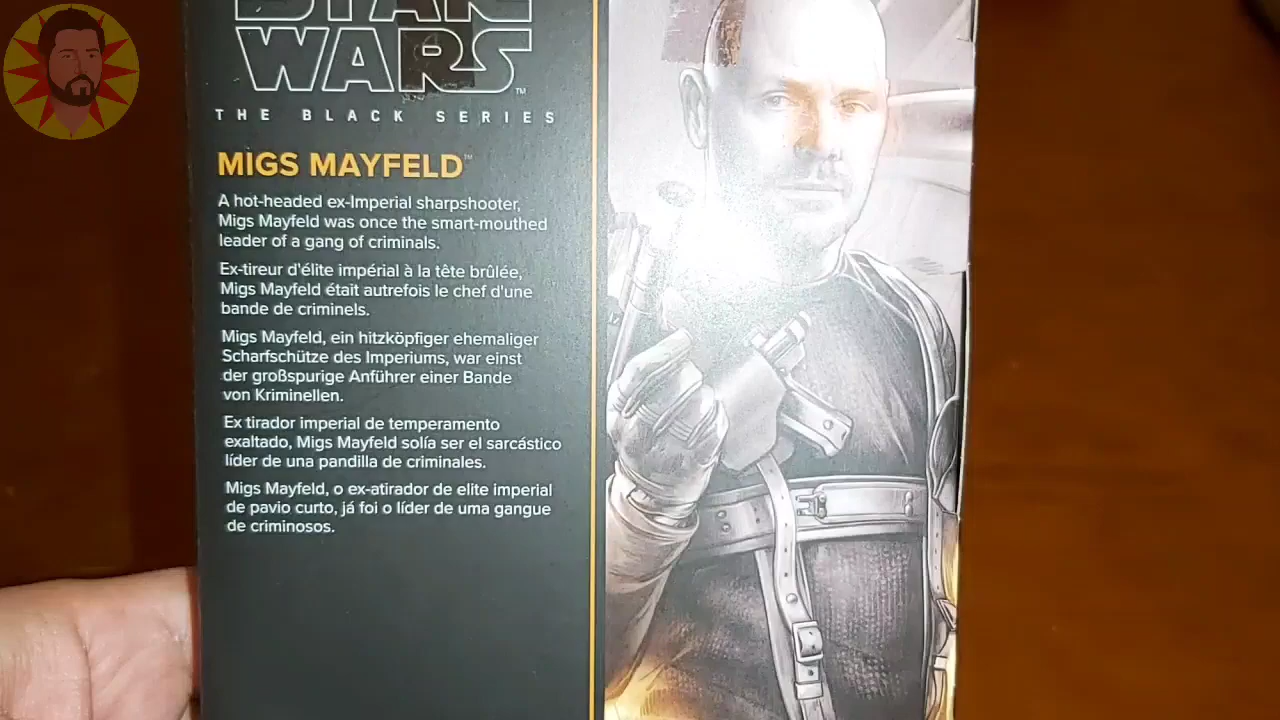 STAR
WARS™
THE BLACK SERIES
MIGS MAYFELD™
A hot-headed ex-Imperial sharpshooter,
Migs Mayfeld was once the smart-mouthed
leader of a gang of criminals.
Ex-tireur d'élite impérial à la tête brûlée,
Migs Mayfeld était autrefois le chef d'une
bande de criminels.
Migs Mayfeld, ein hitzköpfiger ehemaliger
Scharfschütze des Imperiums, war einst
der großspurige Anführer einer Bande
von Kriminellen.
Ex tirador imperial de temperamento
exaltado, Migs Mayfeld solía ser el sarcástico
líder de una pandilla de criminales.
Migs Mayfeld, o ex-atirador de elite imperial
de pavio curto, já foi o líder de uma gangue
de criminosos.